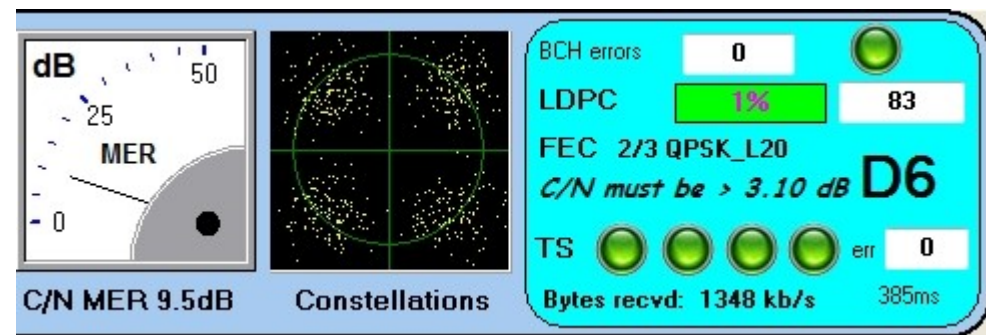 dB
50
25
MER
0
C/N MER 9.5dB
Constellations
BCH errors 0
LDPC 1% 83
FEC 2/3 QPSK_L20
C/N must be > 3.10 dB D6
TS err 0
Bytes recvd: 1348 kb/s 385ms